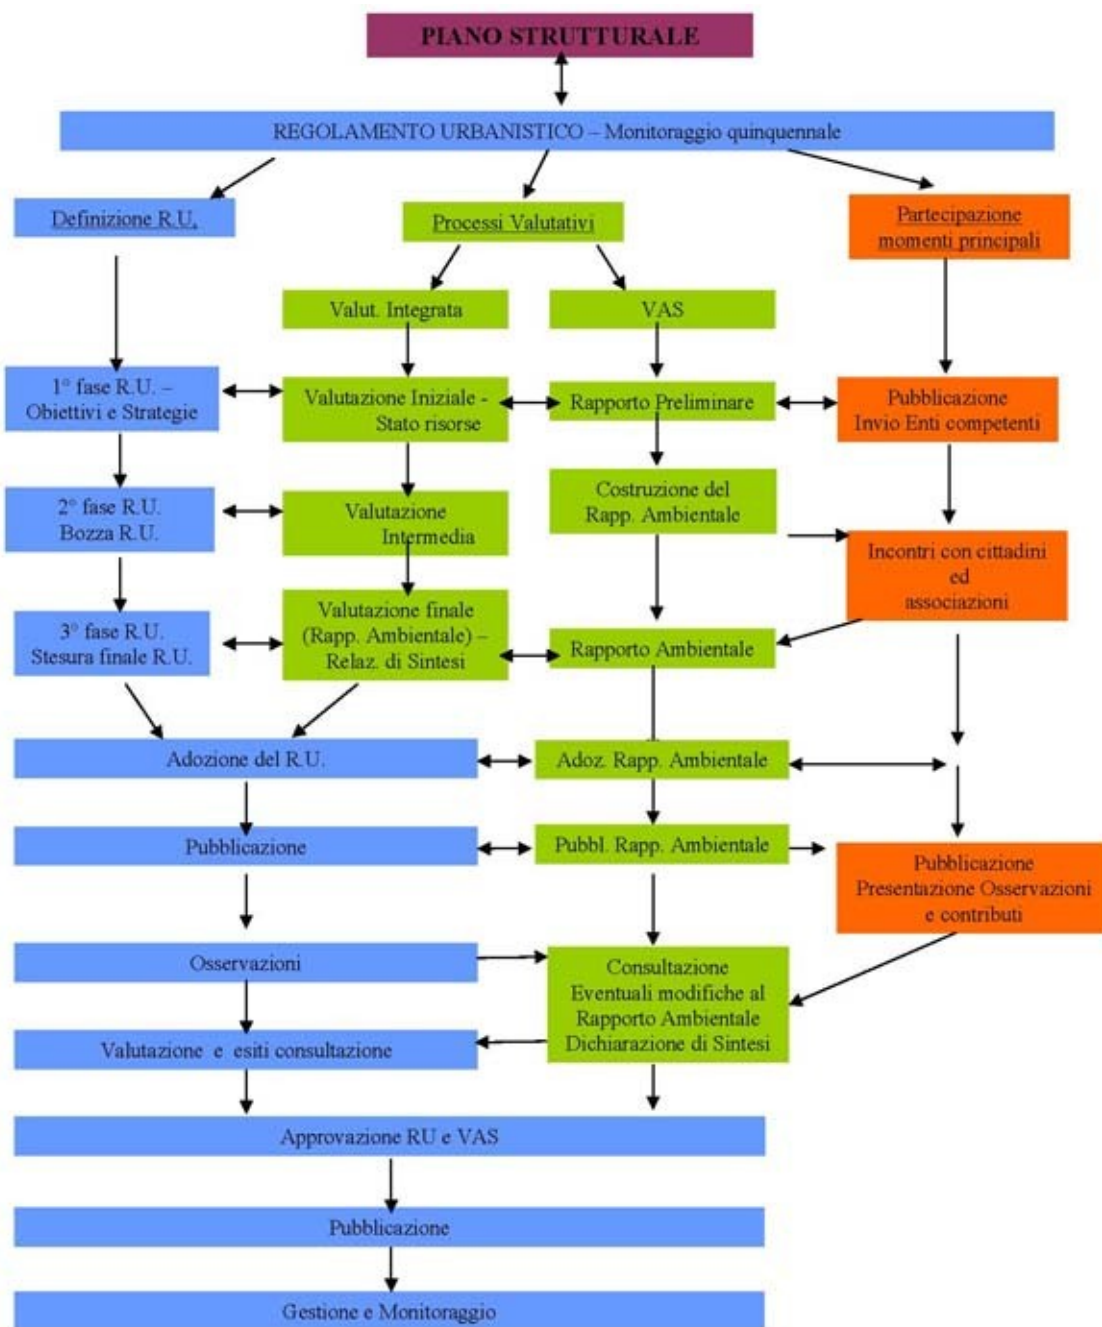 PIANO STRUTTURALE
REGOLAMENTO URBANISTICO – Monitoraggio quinquennale
Definizione R.U.
Processi Valutativi
Partecipazione
momenti principali
Valut. Integrata
VAS
1° fase R.U. –
Obiettivi e Strategie
Valutazione Iniziale -
Stato risorse
Rapporto Preliminare
Pubblicazione
Invio Enti competenti
2° fase R.U.
Bozza R.U.
Valutazione
Intermedia
Costruzione del
Rapp. Ambientale
Incontri con cittadini
ed
associazioni
3° fase R.U.
Stesura finale R.U.
Valutazione finale
(Rapp. Ambientale) –
Relaz. di Sintesi
Rapporto Ambientale
Adozione del R.U.
Adoz. Rapp. Ambientale
Pubblicazione
Pubbl. Rapp. Ambientale
Pubblicazione
Presentazione Osservazioni
e contributi
Osservazioni
Consultazione
Eventuali modifiche al
Rapporto Ambientale
Dichiarazione di Sintesi
Valutazione e esiti consultazione
Approvazione RU e VAS
Pubblicazione
Gestione e Monitoraggio